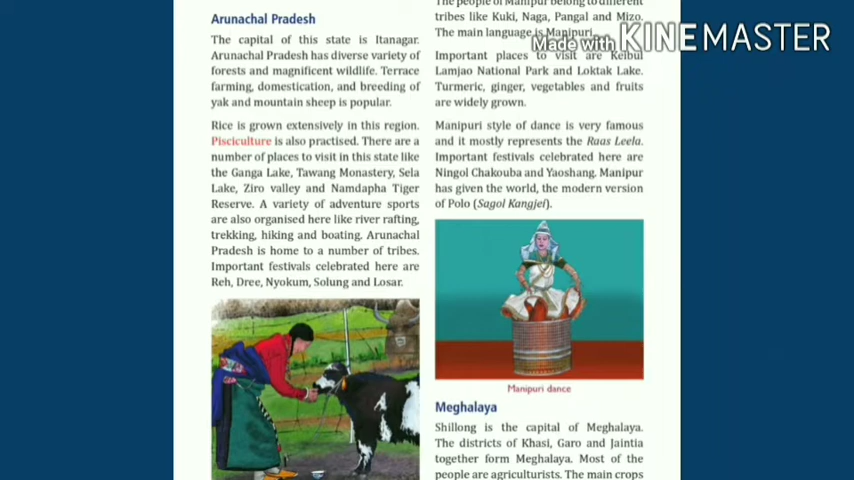 Arunachal Pradesh
The capital of this state is Itanagar.
Arunachal Pradesh has diverse variety of
forests and magnificent wildlife. Terrace
farming, domestication, and breeding of
yak and mountain sheep is popular.
Rice is grown extensively in this region.
Pisciculture is also practised. There are a
number of places to visit in this state like
the Ganga Lake, Tawang Monastery, Sela
Lake, Ziro valley and Namdapha Tiger
Reserve. A variety of adventure sports
are also organised here like river rafting,
trekking, hiking and boating. Arunachal
Pradesh is home to a number of tribes.
Important festivals celebrated here are
Reh, Dree, Nyokum, Solung and Losar.
The people of Manipur belong to different
tribes like Kuki, Naga, Pangal and Mizo.
The main language is Manipuri.
Important places to visit are Keibul
Lamjao National Park and Loktak Lake.
Turmeric, ginger, vegetables and fruits
are widely grown.
Manipuri style of dance is very famous
and it mostly represents the Raas Leela.
Important festivals celebrated here are
Ningol Chakouba and Yaoshang. Manipur
has given the world, the modern version
of Polo (Sagol Kangjei).
Manipuri dance
Meghalaya
Shillong is the capital of Meghalaya.
The districts of Khasi, Garo and Jaintia
together form Meghalaya. Most of the
people are agriculturists. The main crops
Made with KINEMASTER